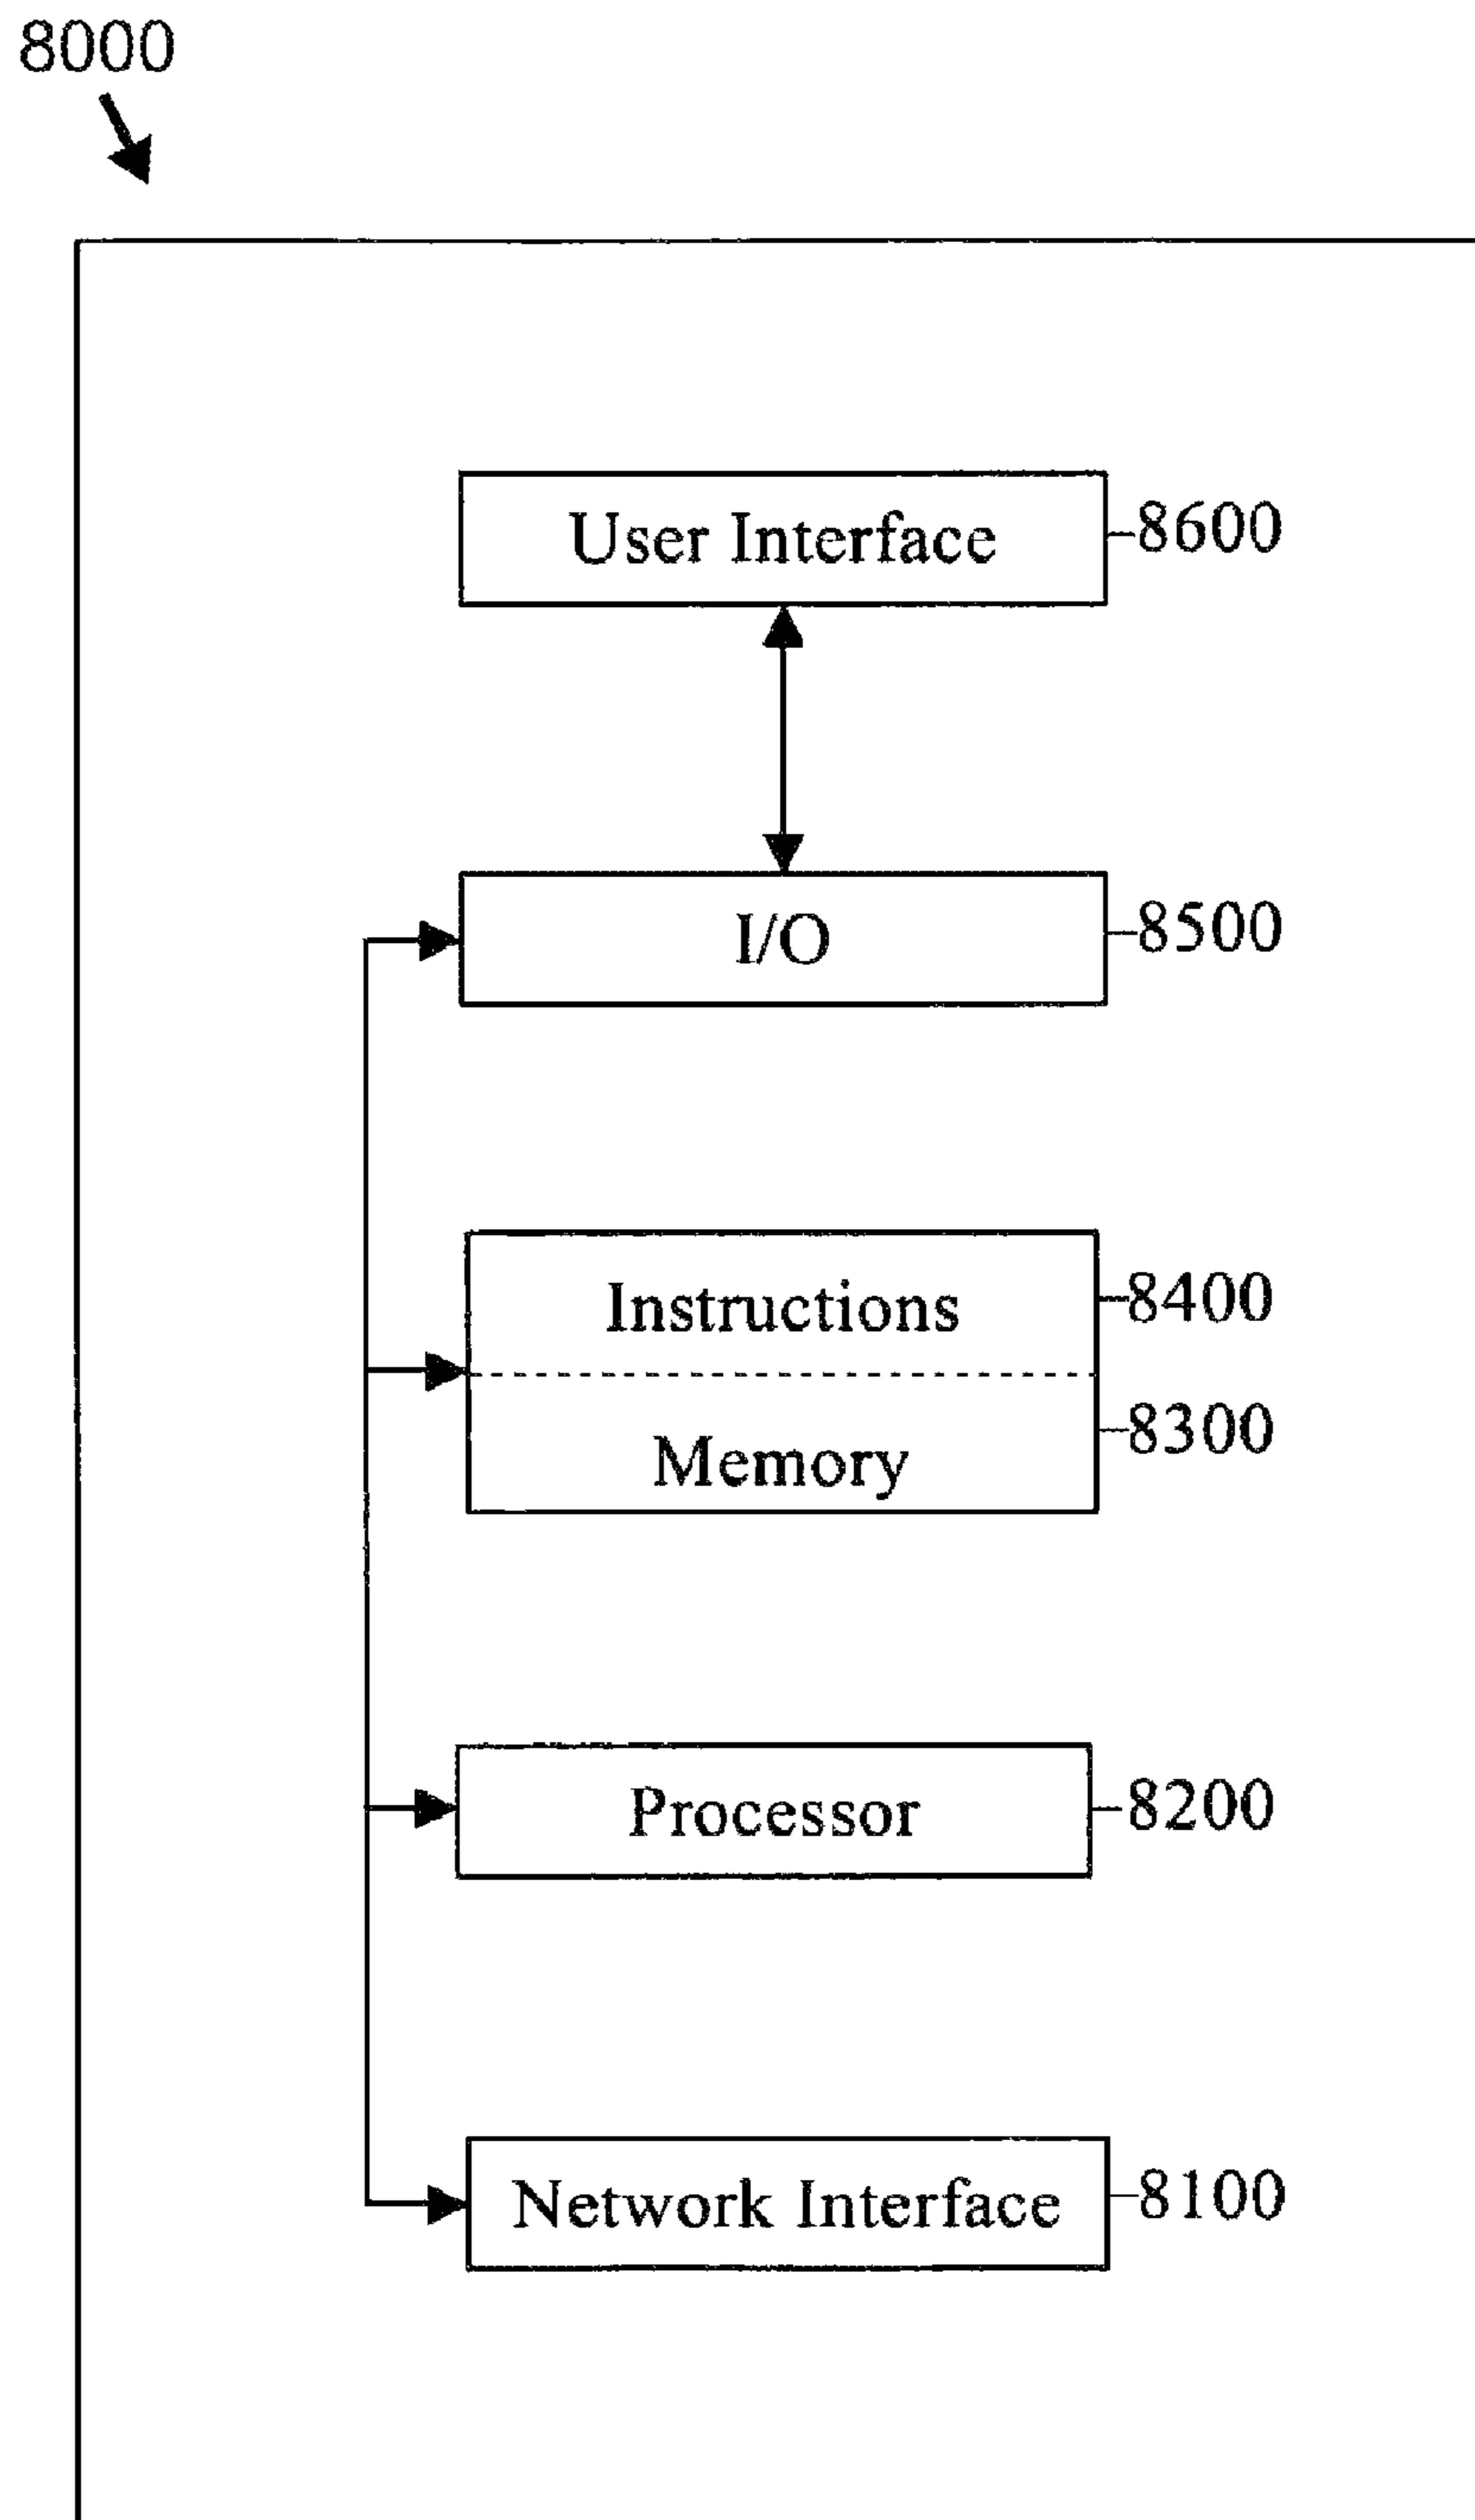 8000
User Interface
8600
I/O
8500
Instructions
8400
Memory
8300
Processor
8200
Network Interface
8100